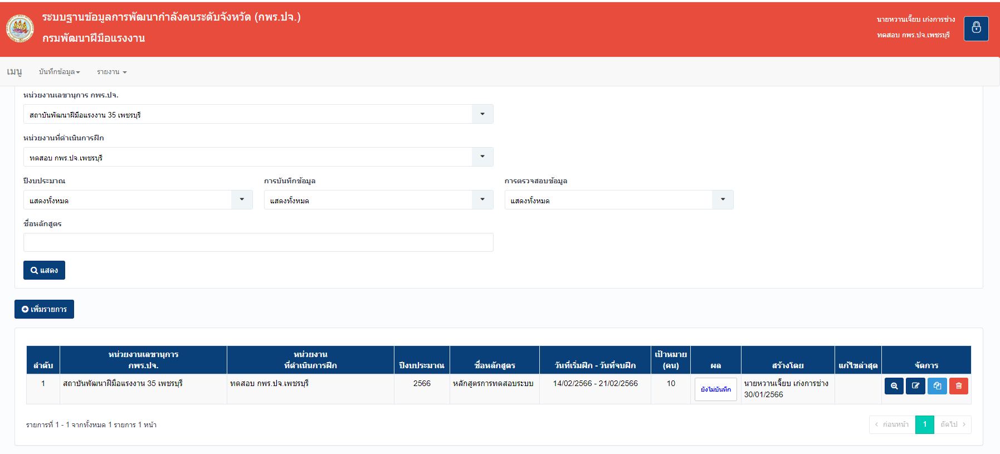 ระบบฐานข้อมูลการพัฒนากำลังคนระดับจังหวัด (กพร.ปจ.)
กรมพัฒนาฝีมือแรงงาน
นายหวานเจี๊ยบ เก่งการช่าง
ทดสอบ กพร.ปจ.เพชรบุรี
เมนู บันทึกข้อมูล รายงาน
หน่วยงานเลขานุการ กพร.ปจ.
สถาบันพัฒนาฝีมือแรงงาน 35 เพชรบุรี
หน่วยงานที่ดำเนินการฝึก
ทดสอบ กพร.ปจ.เพชรบุรี
ปีงบประมาณ การบันทึกข้อมูล การตรวจสอบข้อมูล
แสดงทั้งหมด แสดงทั้งหมด แสดงทั้งหมด
ชื่อหลักสูตร
แสดง
เพิ่มรายการ
ลำดับ หน่วยงานเลขานุการ กพร.ปจ. หน่วยงาน ที่ดำเนินการฝึก ปีงบประมาณ ชื่อหลักสูตร วันที่เริ่มฝึก - วันที่จบฝึก เป้าหมาย (คน) ผล สร้างโดย แก้ไขล่าสุด จัดการ
1 สถาบันพัฒนาฝีมือแรงงาน 35 เพชรบุรี ทดสอบ กพร.ปจ.เพชรบุรี 2566 หลักสูตรการทดสอบระบบ 14/02/2566 - 21/02/2566 10 ยังไม่บันทึก นายหวานเจี๊ยบ เก่งการช่าง
30/01/2566
รายการที่ 1 - 1 จากทั้งหมด 1 รายการ 1 หน้า
‹ ก่อนหน้า 1 ถัดไป ›